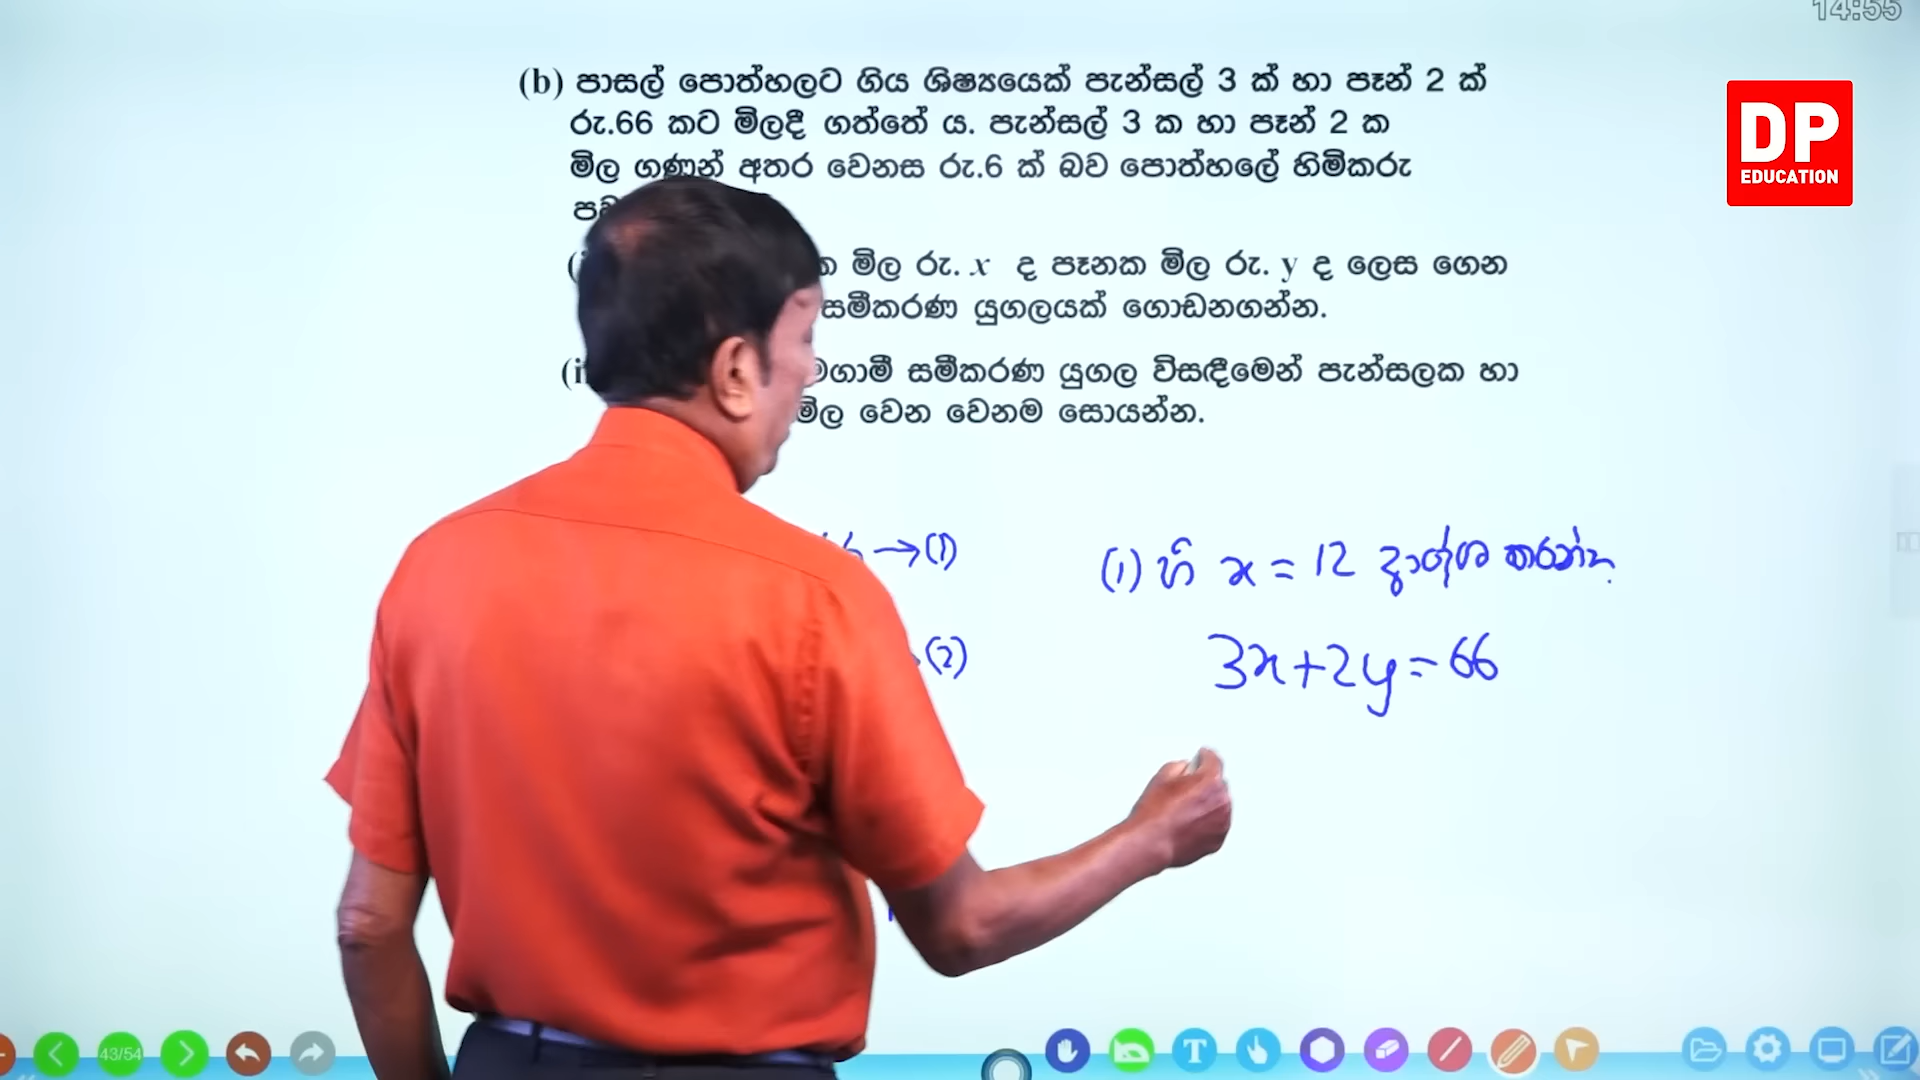 14:55
(b) පාසල් පොත්හලට ගිය ශිෂ්‍යයෙක් පැන්සල් 3 ක් හා පෑන් 2 ක්
රු.66 කට මිලදී ගත්තේ ය. පැන්සල් 3 ක හා පෑන් 2 ක
මිල ගණන් අතර වෙනස රු.6 ක් බව පොත්හලේ හිමිකරු
මිල රු. x ද පෑනක මිල රු. y ද ලෙස ගෙන
සමීකරණ යුගලයක් ගොඩනගන්න.
සමීකරණ යුගල විසඳීමෙන් පැන්සලක හා
මිල වෙන වෙනම සොයන්න.
→(1)
(2)
(1) හි x = 12 ආදේශ කරන්න.
3x+2y=66
DP
EDUCATION
43/54
T